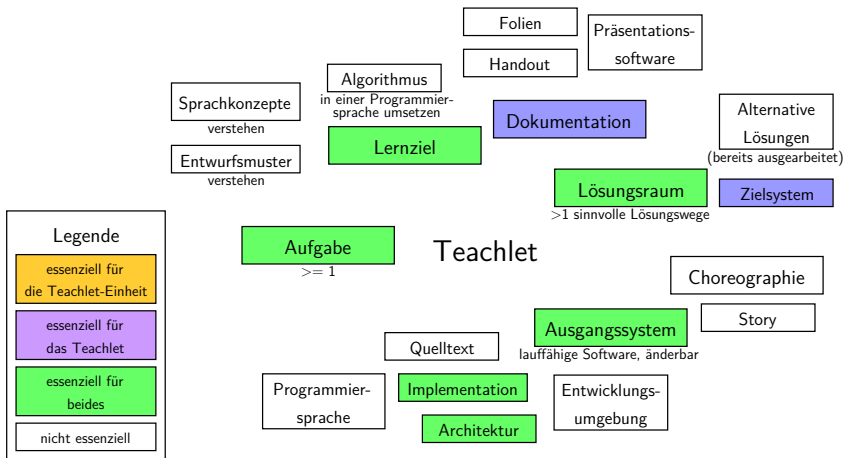 Folien
Präsentations-
software
Handout
Algorithmus
in einer Programmier-
sprache umsetzen
Sprachkonzepte
verstehen
Dokumentation
Alternative
Lösungen
(bereits ausgearbeitet)
Lernziel
Entwurfsmuster
verstehen
Lösungsraum
>1 sinnvolle Lösungswege
Zielsystem
Legende
essenziell für
die Teachlet-Einheit
essenziell für
das Teachlet
essenziell für
beides
nicht essenziell
Aufgabe
>= 1
Teachlet
Choreographie
Story
Ausgangssystem
lauffähige Software, änderbar
Quelltext
Programmier-
sprache
Implementation
Entwicklungs-
umgebung
Architektur